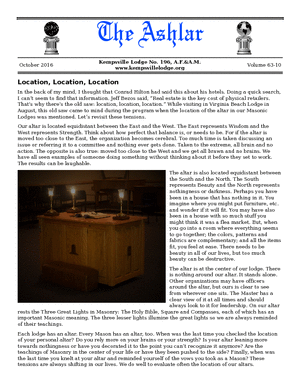 The Ashlar
Kempsville Lodge No. 196, A.F.&A.M.
October 2016
www.kempsvillelodge.org
Volume 63-10
Location, Location, Location
In the back of my mind, I thought that Conrad Hilton had said this about his hotels. Doing a quick search,
I can't seem to find that information. Jeff Bezos said, "Real estate is the key cost of physical retailers.
That's why there's the old saw: location, location, location." While visiting in Virginia Beach Lodge in
August, this old saw came to mind during the program when the location of the altar in our Masonic
Lodges was mentioned. Let's revisit these tensions.
Our altar is located equidistant between the East and the West. The East represents Wisdom and the
West represents Strength. Think about how perfect that balance is, or needs to be. For if the altar is
moved too close to the East, the organization becomes cerebral. Too much time is taken discussing an
issue or referring it to a committee and nothing ever gets done. Taken to the extreme, all brain and no
action. The opposite is also true: moved too close to the West and we get all brawn and no brains. We
have all seen examples of someone doing something without thinking about it before they set to work.
The results can be laughable.
The altar is also located equidistant between
the South and the North. The South
represents Beauty and the North represents
nothingness or darkness. Perhaps you have
been in a house that has nothing in it. You
imagine where you might put furniture, etc.
and wonder if it will fit. You may have also
been in a house with so much stuff you
might think it was a flea market. But, when
you go into a room where everything seems
to go together; the colors, patterns and
fabrics are complementary; and all the items
fit, you feel at ease. There needs to be
beauty in all of our lives, but too much
beauty can be destructive.
The altar is at the center of our lodge. There
is nothing around our altar. It stands alone.
Other organizations may have officers
around the altar, but ours is clear to see
from wherever one sits. The Master has a
clear view of it at all times and should
always look to it for leadership. On our altar
rests the Three Great Lights in Masonry: The Holy Bible, Square and Compasses, each of which has an
important Masonic meaning. The three lesser lights illumine the great lights so we are always reminded
of their teachings.
Each lodge has an altar. Every Mason has an altar, too. When was the last time you checked the location
of your personal altar? Do you rely more on your brains or your strength? Is your altar leaning more
towards nothingness or have you decorated it to the point you can't recognize it anymore? Are the
teachings of Masonry in the center of your life or have they been pushed to the side? Finally, when was
the last time you knelt at your altar and reminded yourself of the vows you took as a Mason? These
tensions are always shifting in our lives. We do well to evaluate often the location of our altars.